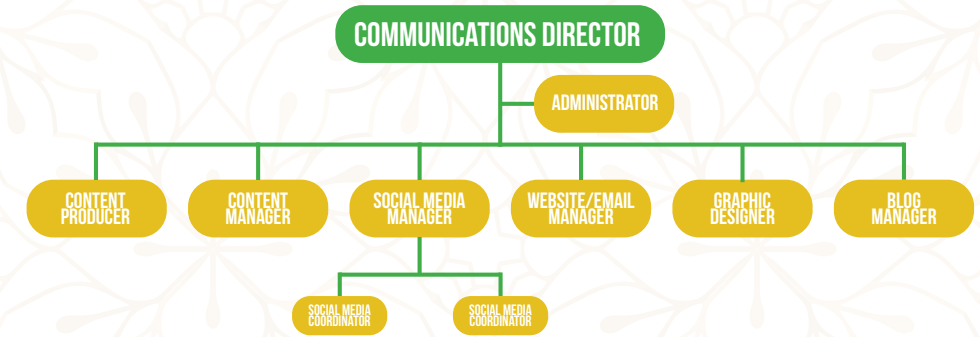 COMMUNICATIONS DIRECTOR
ADMINISTRATOR
CONTENT
PRODUCER
CONTENT
MANAGER
SOCIAL MEDIA
MANAGER
WEBSITE/EMAIL
MANAGER
GRAPHIC
DESIGNER
BLOG
MANAGER
SOCIAL MEDIA
COORDINATOR
SOCIAL MEDIA
COORDINATOR